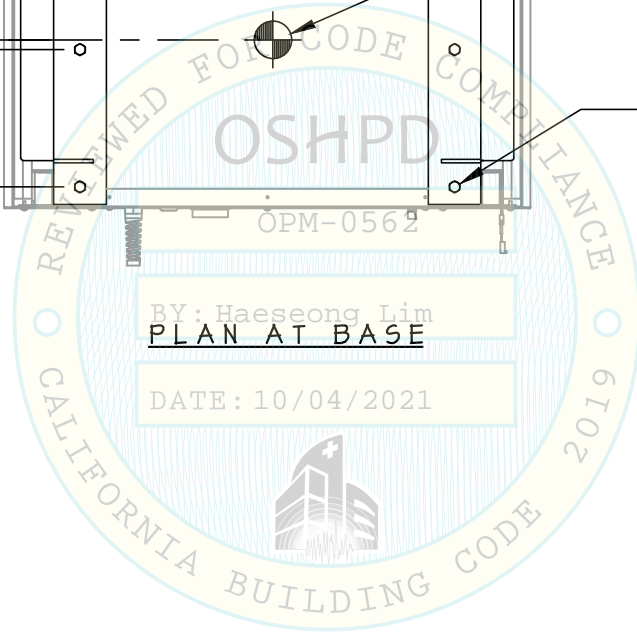 REVIEWED FOR CODE COMPLIANCE
OSHPD
OPM-0562
BY: Haeseong Lim
PLAN AT BASE
DATE: 10/04/2021
CALIFORNIA BUILDING CODE 2019